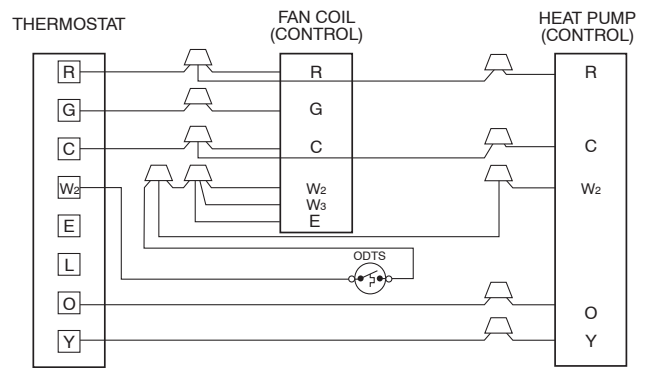 THERMOSTAT
FAN COIL
(CONTROL)
HEAT PUMP
(CONTROL)
R
G
C
W2
E
L
O
Y
R
G
C
W2
W3
E
ODTS
R
C
W2
O
Y